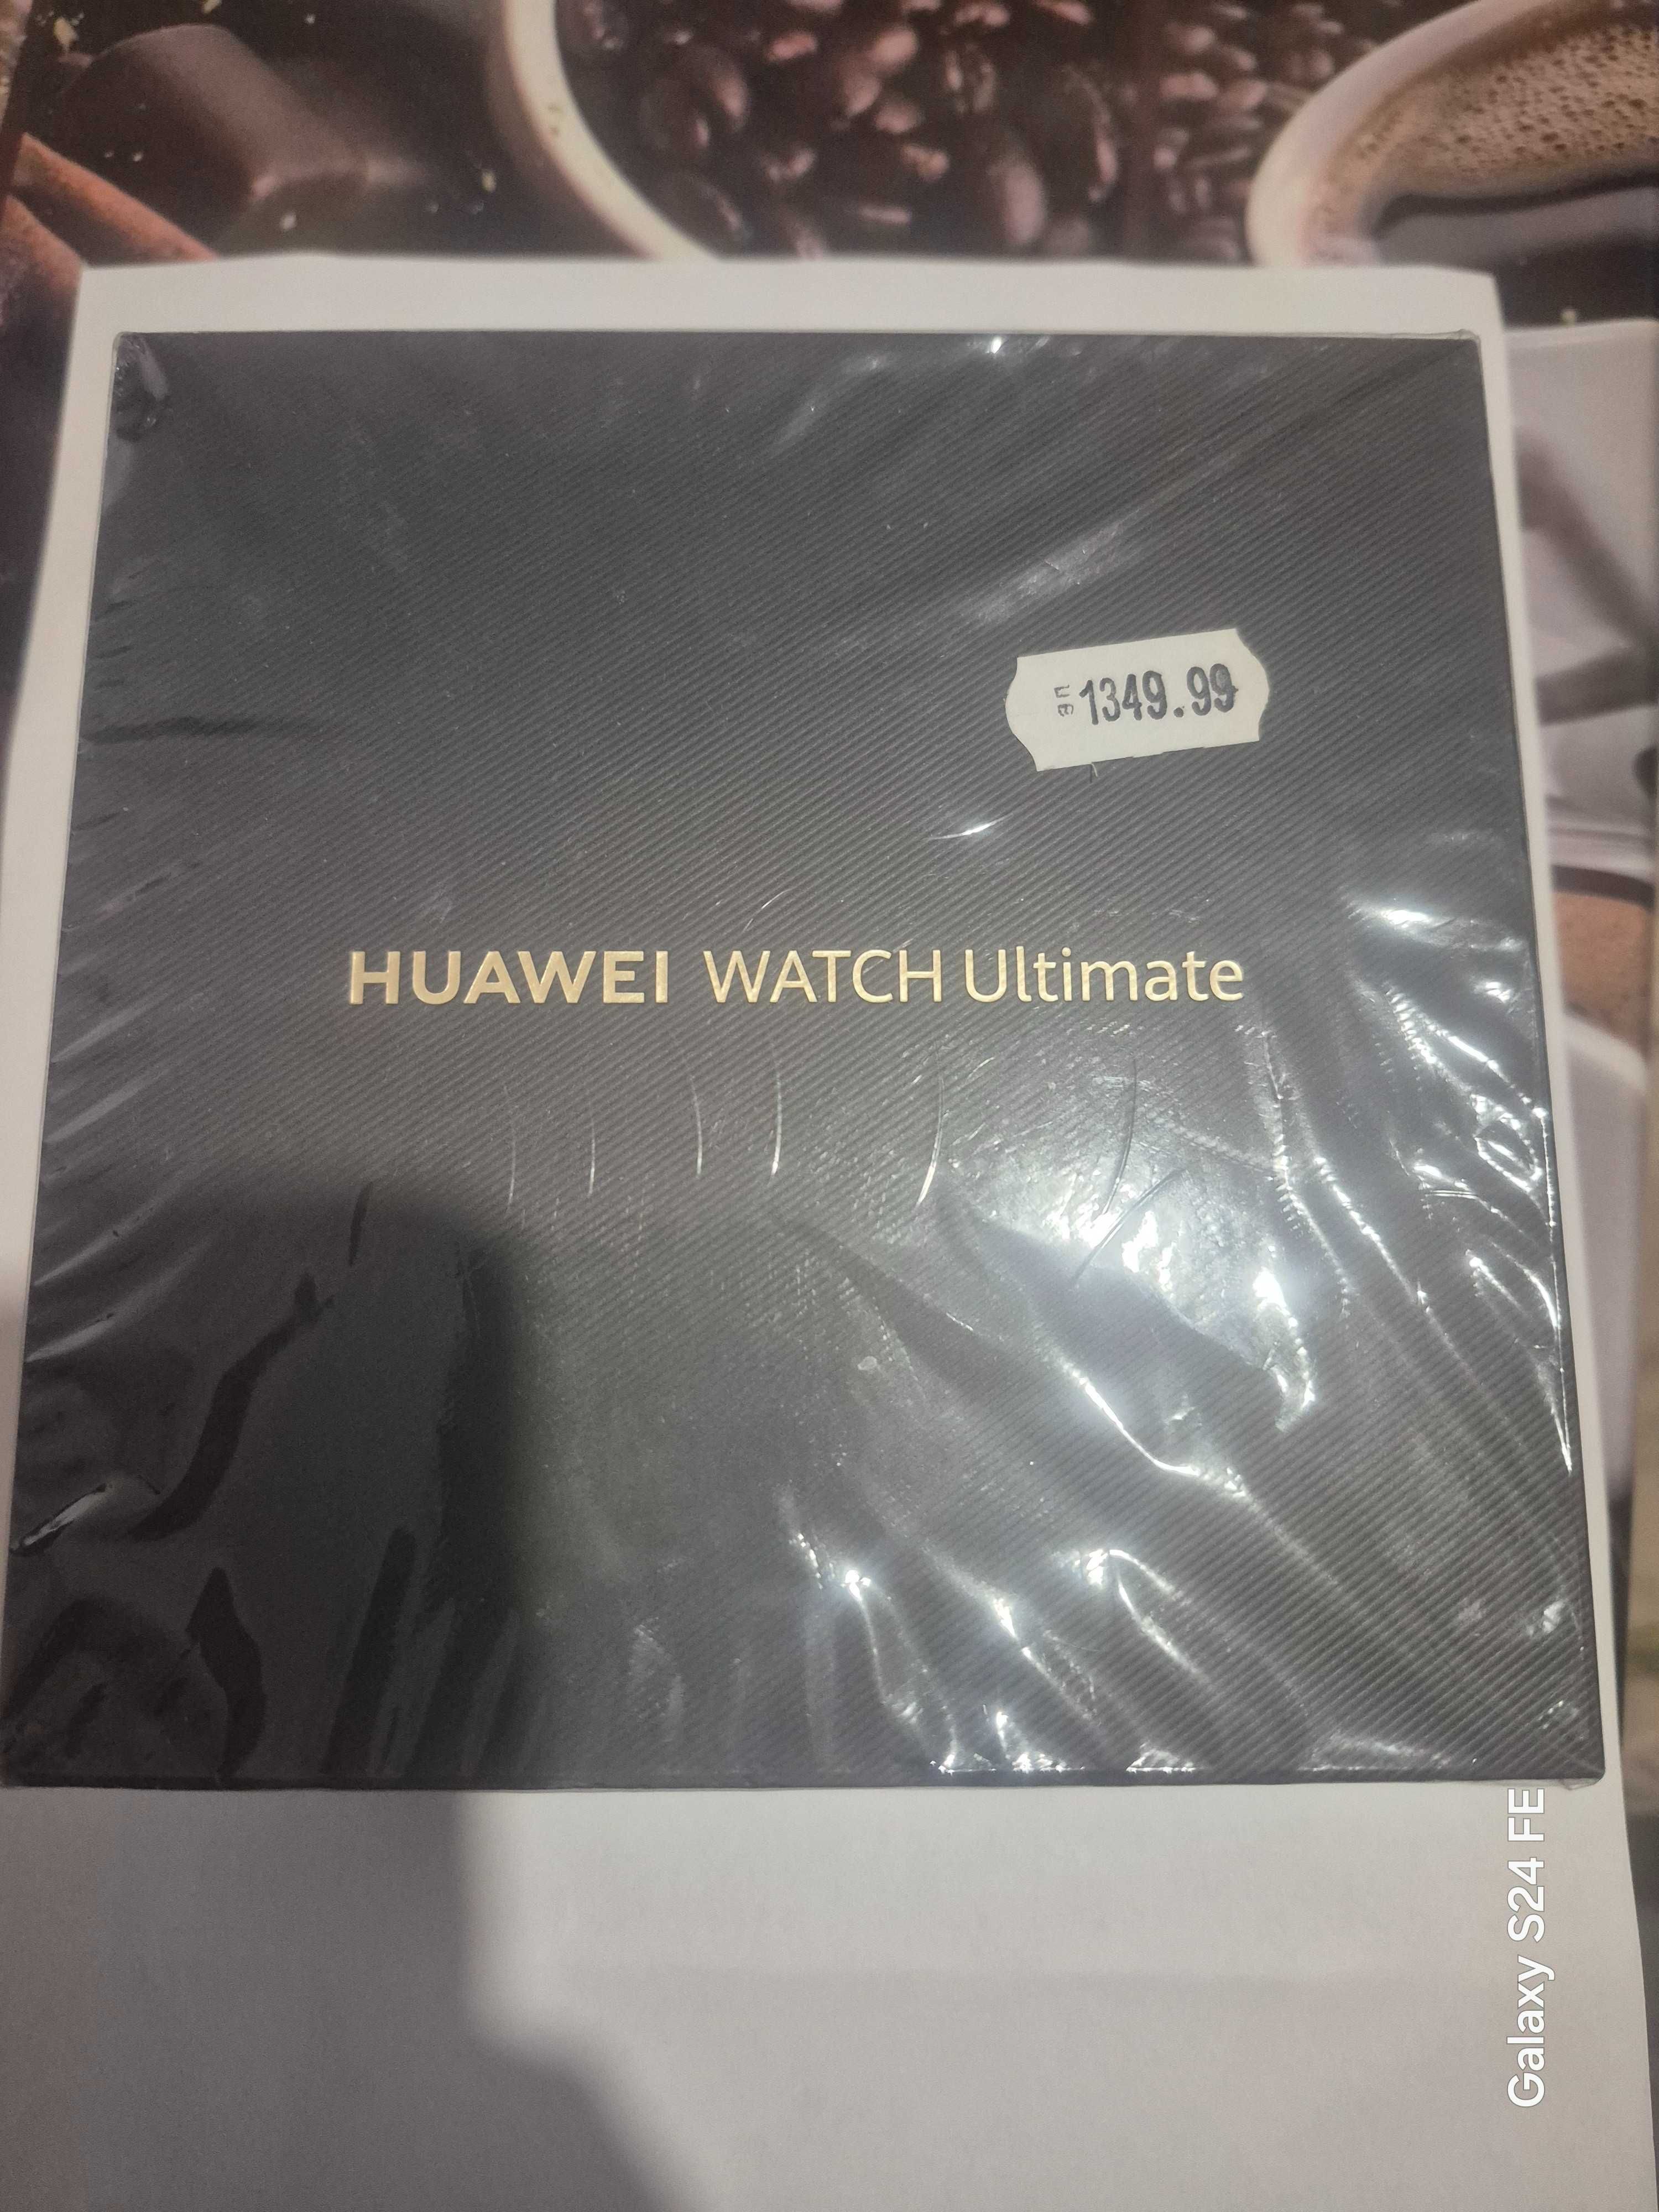 1349.99
HUAWEI WATCH Ultimate
Galaxy S24 FE